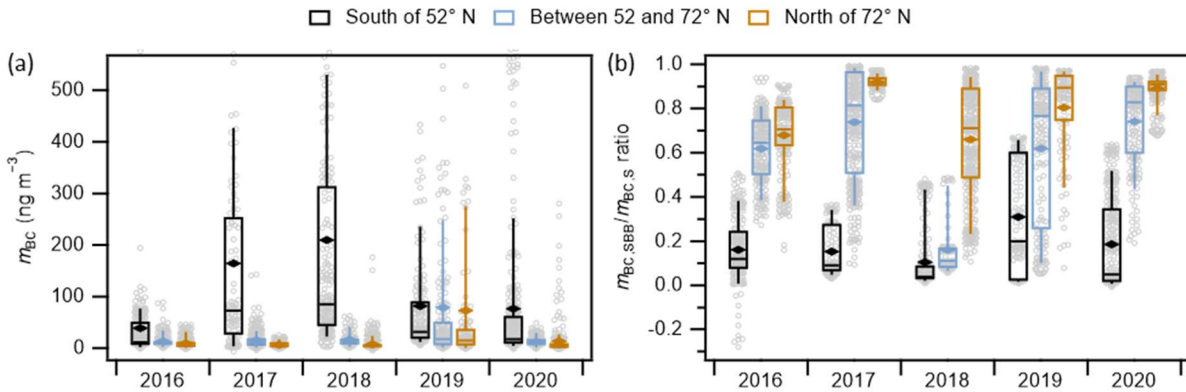 South of 52° N Between 52 and 72° N North of 72° N
(a)
m_BC (ng m⁻³)
500
400
300
200
100
0
2016 2017 2018 2019 2020
(b)
m_BC,SBB/m_BC,S ratio
1.0
0.8
0.6
0.4
0.2
0.0
-0.2
2016 2017 2018 2019 2020